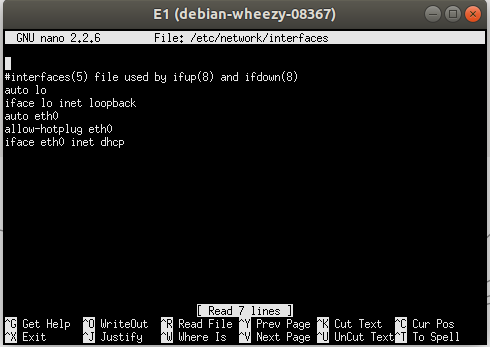 E1 (debian-wheezy-08367)
GNU nano 2.2.6 File: /etc/network/interfaces
#interfaces(5) file used by ifup(8) and ifdown(8)
auto lo
iface lo inet loopback
auto eth0
allow-hotplug eth0
iface eth0 inet dhcp
[ Read 7 lines ]
^G Get Help ^O WriteOut ^R Read File ^Y Prev Page ^K Cut Text ^C Cur Pos
^X Exit ^J Justify ^W Where Is ^V Next Page ^U UnCut Text ^T To Spell